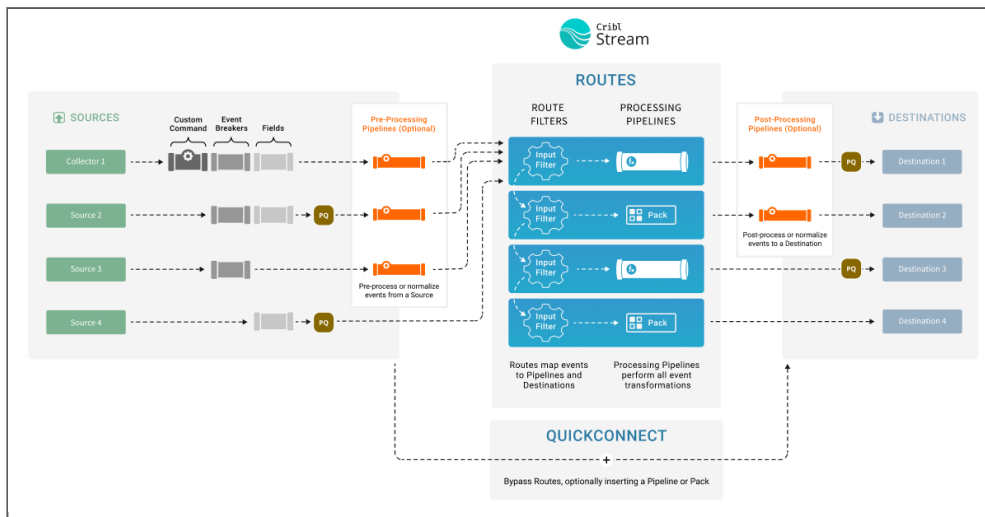 Cribl
Stream
ROUTES
SOURCES
Custom
Command
Event
Breakers
Fields
Pre-Processing
Pipelines (Optional)
ROUTE
FILTERS
PROCESSING
PIPELINES
Post-Processing
Pipelines (Optional)
DESTINATIONS
Collector 1
Input
Filter
PQ
Destination 1
Source 2
PQ
Input
Filter
Pack
Destination 2
Post-process or normalize
events to a Destination
Source 3
Pre-process or normalize
events from a Source
Input
Filter
PQ
Destination 3
Source 4
PQ
Input
Filter
Pack
Destination 4
Routes map events
to Pipelines and
Destinations
Processing Pipelines
perform all event
transformations
QUICKCONNECT
Bypass Routes, optionally inserting a Pipeline or Pack